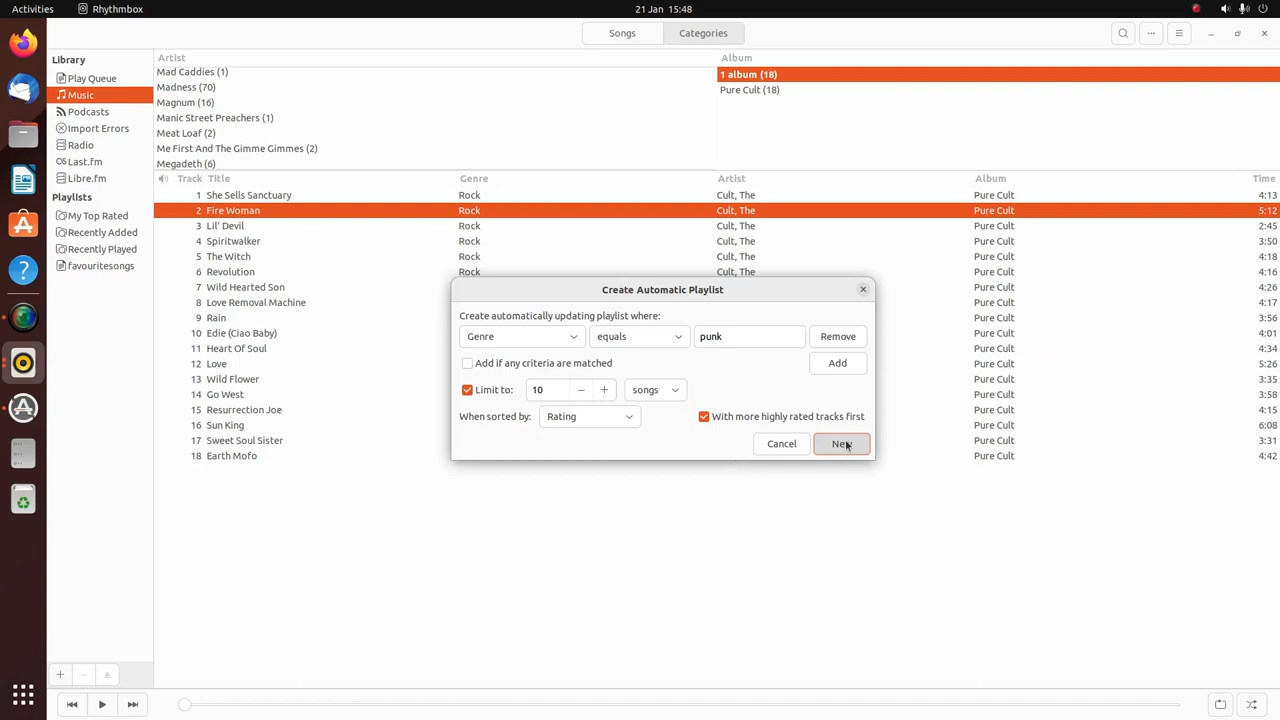 Activities Rhythmbox 21 Jan 15:48
Songs Categories
Library
Play Queue
Music
Podcasts
Import Errors
Radio
Last.fm
Libre.fm
Playlists
My Top Rated
Recently Added
Recently Played
favouritesongs
Artist Album
Mad Caddies (1)
Madness (70)
Magnum (16)
Manic Street Preachers (1)
Meat Loaf (2)
Me First And The Gimme Gimmes (2)
Megadeth (6)
1 album (18)
Pure Cult (18)
Track Title Genre Artist Album Time
1 She Sells Sanctuary Rock Cult, The Pure Cult 4:13
2 Fire Woman Rock Cult, The Pure Cult 5:12
3 Lil' Devil Rock Cult, The Pure Cult 2:45
4 Spiritwalker Rock Cult, The Pure Cult 3:50
5 The Witch Rock Cult, The Pure Cult 4:18
6 Revolution Rock Cult, The Pure Cult 4:16
7 Wild Hearted Son Pure Cult 4:26
8 Love Removal Machine Pure Cult 4:17
9 Rain Pure Cult 3:56
10 Edie (Ciao Baby) Pure Cult 4:01
11 Heart Of Soul Pure Cult 4:34
12 Love Pure Cult 5:26
13 Wild Flower Pure Cult 3:35
14 Go West Pure Cult 4:00
15 Resurrection Joe Pure Cult 4:15
16 Sun King Pure Cult 6:08
17 Sweet Soul Sister Pure Cult 3:31
18 Earth Mofo Pure Cult 4:42
Create Automatic Playlist
Create automatically updating playlist where:
Genre equals punk Remove
Add if any criteria are matched Add
Limit to: 10 songs
When sorted by: Rating With more highly rated tracks first
Cancel New